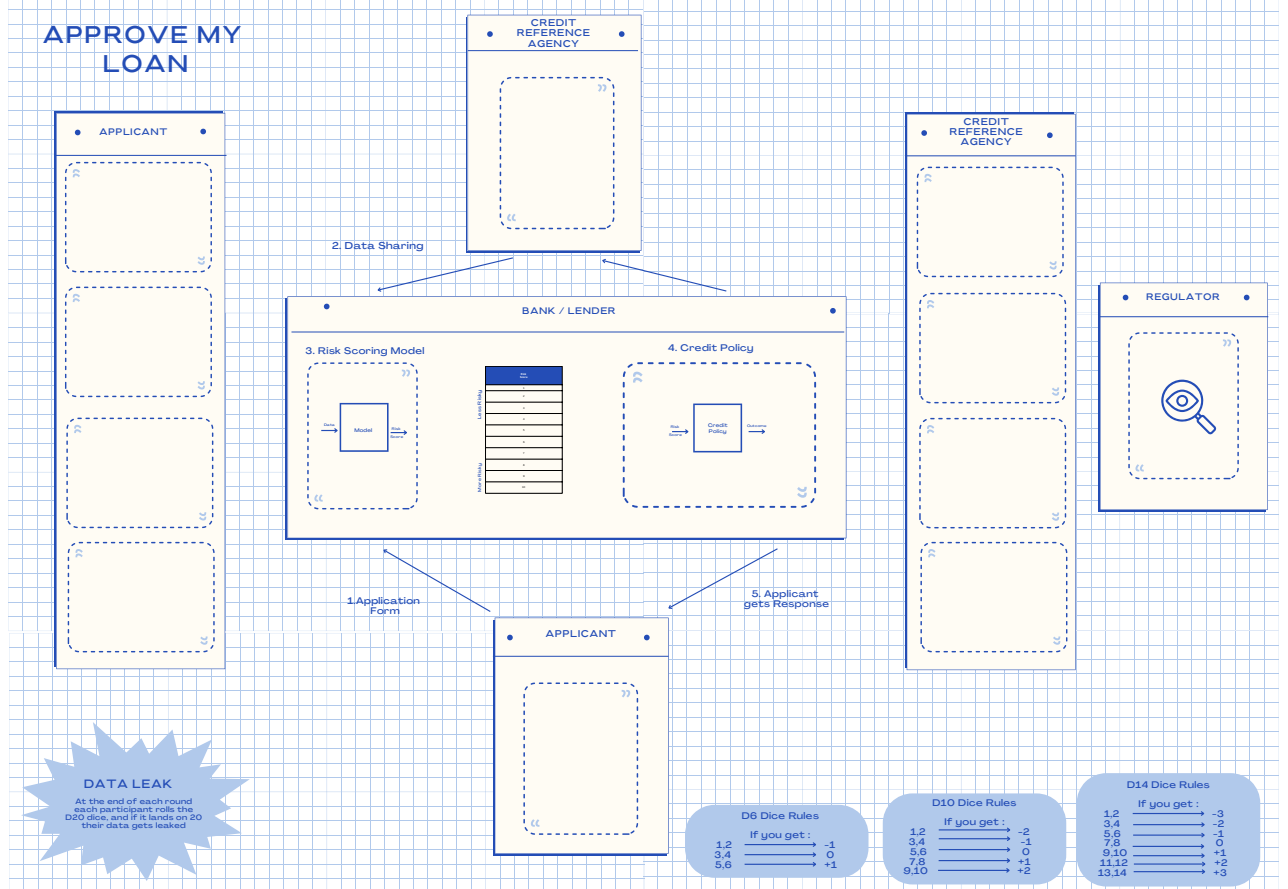 APPROVE MY
LOAN
CREDIT
REFERENCE
AGENCY
APPLICANT
CREDIT
REFERENCE
AGENCY
2. Data Sharing
REGULATOR
BANK / LENDER
3. Risk Scoring Model
4. Credit Policy
Less Risky
More Risky
Data
Model
Risk
Score
Risk
Score
Credit
Policy
Outcome
1.Application
Form
5. Applicant
gets Response
APPLICANT
DATA LEAK
At the end of each round
each participant rolls the
D20 dice, and if it lands on 20
their data gets leaked
D6 Dice Rules
If you get :
1,2 -1
3,4 0
5,6 +1
D10 Dice Rules
If you get :
1,2 -2
3,4 -1
5,6 0
7,8 +1
9,10 +2
D14 Dice Rules
If you get :
1,2 -3
3,4 -2
5,6 -1
7,8 0
9,10 +1
11,12 +2
13,14 +3